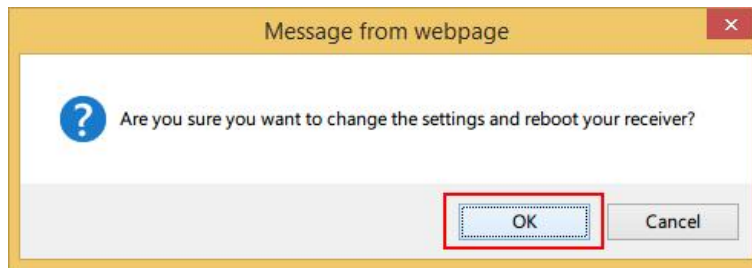 Message from webpage
Are you sure you want to change the settings and reboot your receiver?
OK
Cancel